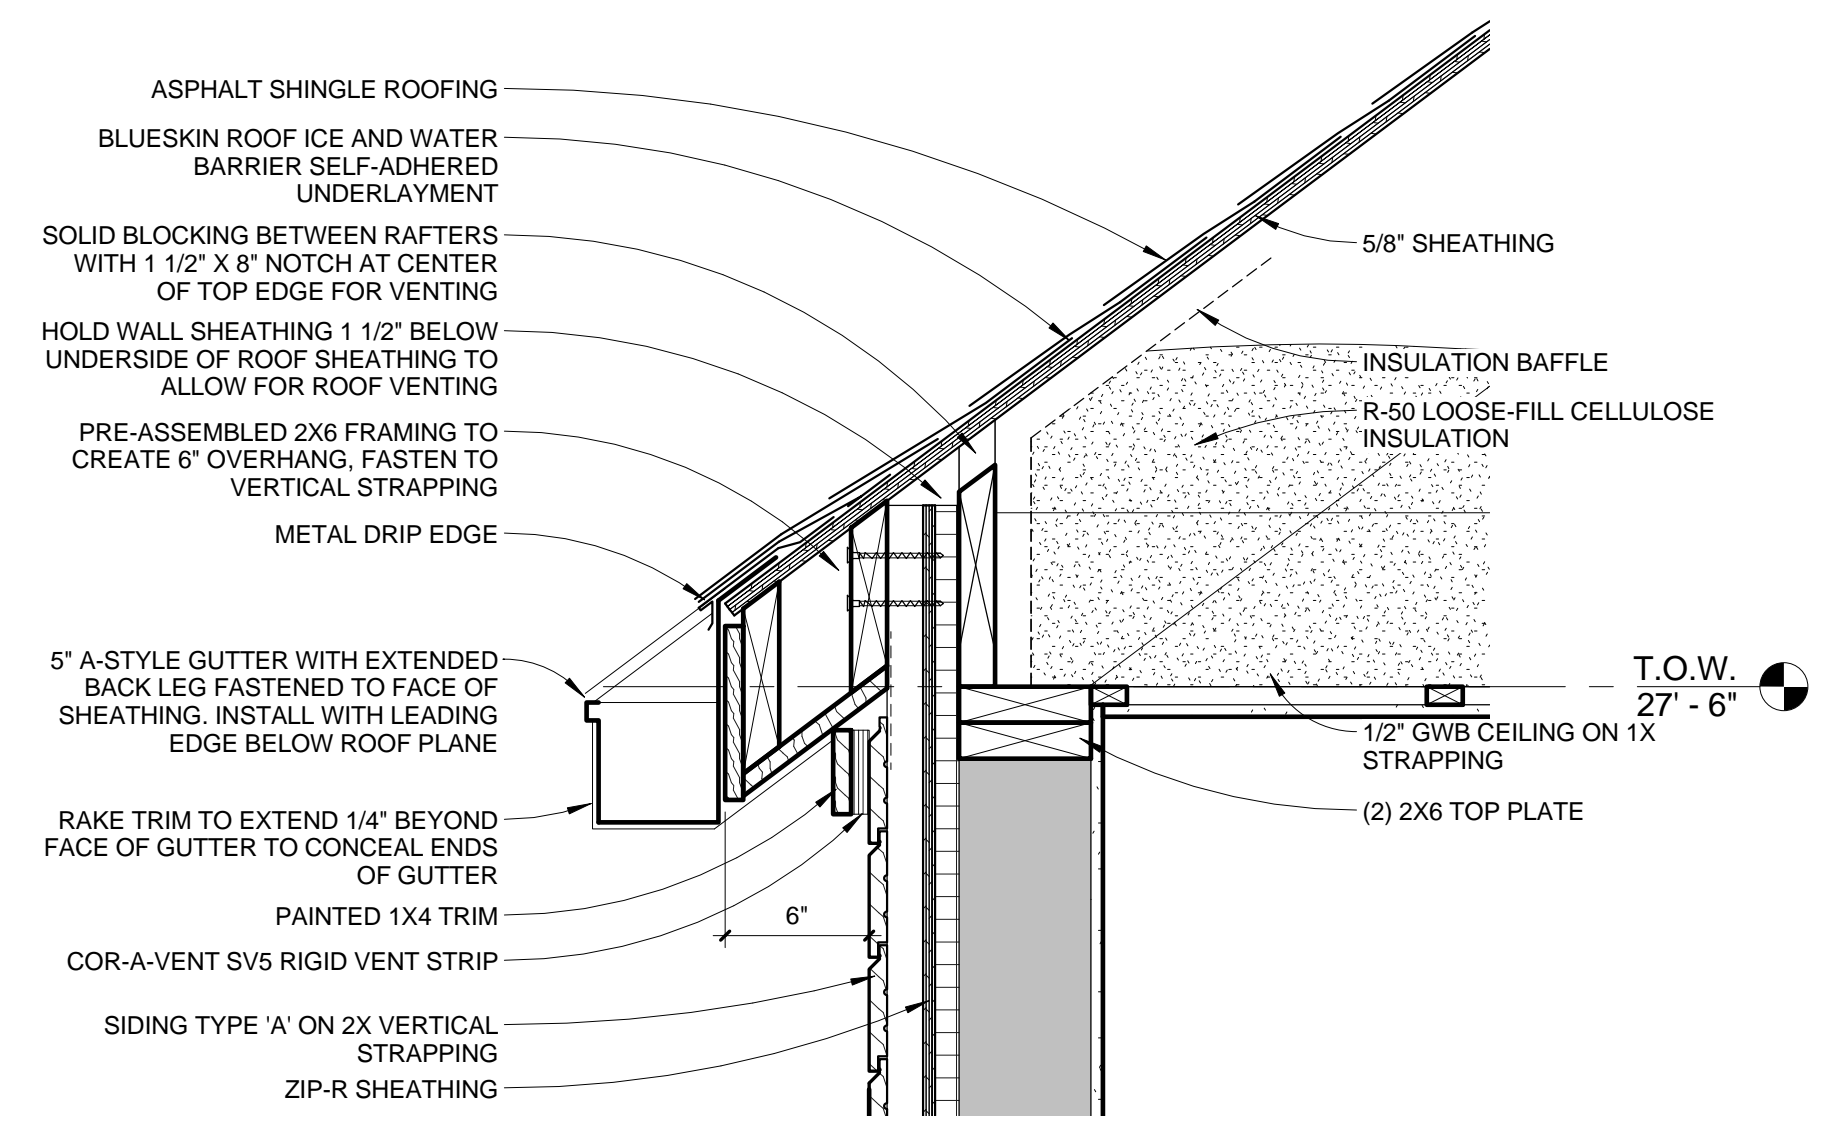 ASPHALT SHINGLE ROOFING
BLUESKIN ROOF ICE AND WATER
BARRIER SELF-ADHERED
UNDERLAYMENT
SOLID BLOCKING BETWEEN RAFTERS
WITH 1 1/2" X 8" NOTCH AT CENTER
OF TOP EDGE FOR VENTING
HOLD WALL SHEATHING 1 1/2" BELOW
UNDERSIDE OF ROOF SHEATHING TO
ALLOW FOR ROOF VENTING
PRE-ASSEMBLED 2X6 FRAMING TO
CREATE 6" OVERHANG, FASTEN TO
VERTICAL STRAPPING
METAL DRIP EDGE
5" A-STYLE GUTTER WITH EXTENDED
BACK LEG FASTENED TO FACE OF
SHEATHING. INSTALL WITH LEADING
EDGE BELOW ROOF PLANE
RAKE TRIM TO EXTEND 1/4" BEYOND
FACE OF GUTTER TO CONCEAL ENDS
OF GUTTER
PAINTED 1X4 TRIM
COR-A-VENT SV5 RIGID VENT STRIP
SIDING TYPE 'A' ON 2X VERTICAL
STRAPPING
ZIP-R SHEATHING
6"
5/8" SHEATHING
INSULATION BAFFLE
R-50 LOOSE-FILL CELLULOSE
INSULATION
T.O.W.
27' - 6"
1/2" GWB CEILING ON 1X
STRAPPING
(2) 2X6 TOP PLATE